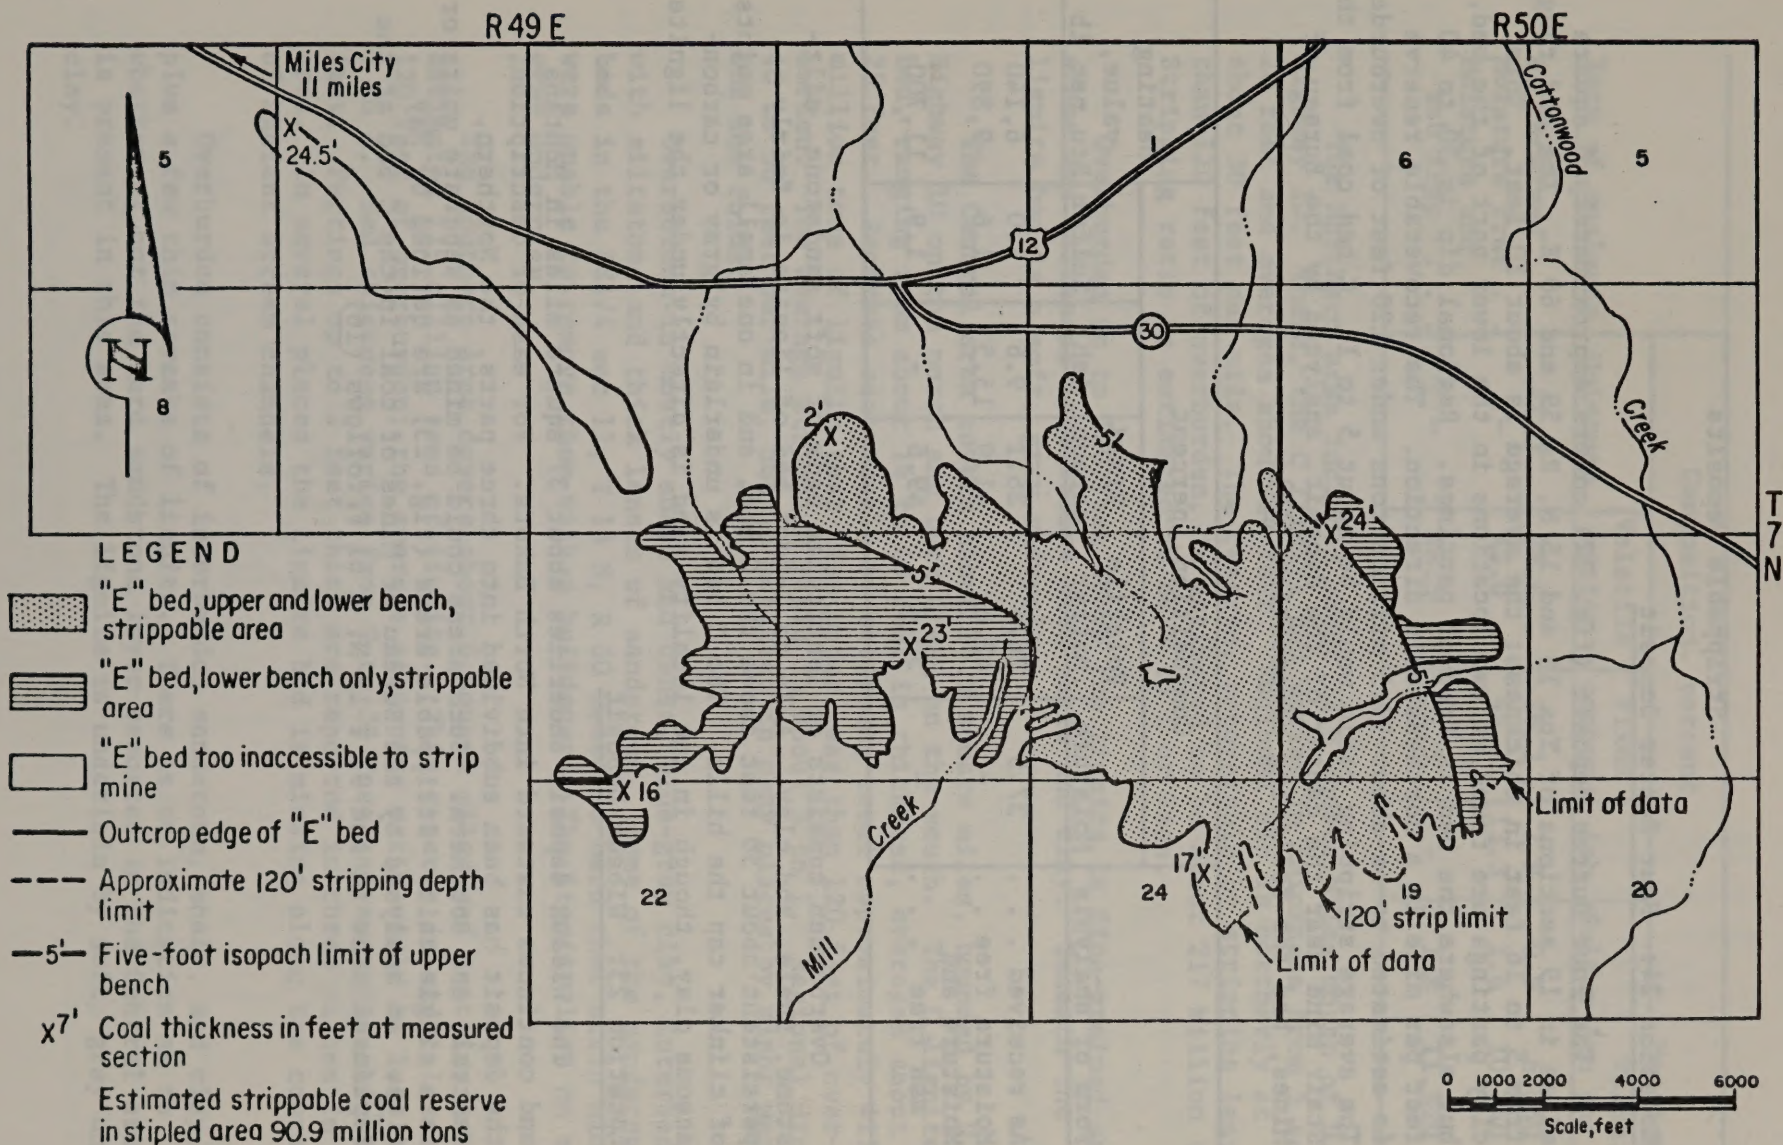 R49E
R50E
Miles City
11 miles
X
24.5'
5
1
6
5
Cottonwood
12
30
N
8
2' X
5'
Creek
T
7
N
24'
X
5'
X 23'
5'
X 16'
Limit of data
Creek
17'
X
22
24
19
20
120' strip limit
Mill
Limit of data
LEGEND
"E" bed, upper and lower bench,
strippable area
"E" bed, lower bench only, strippable
area
"E" bed too inaccessible to strip
mine
Outcrop edge of "E" bed
Approximate 120' stripping depth
limit
5' Five-foot isopach limit of upper
bench
X7' Coal thickness in feet at measured
section
Estimated strippable coal reserve
in stipled area 90.9 million tons
0 1000 2000 4000 6000
Scale, feet